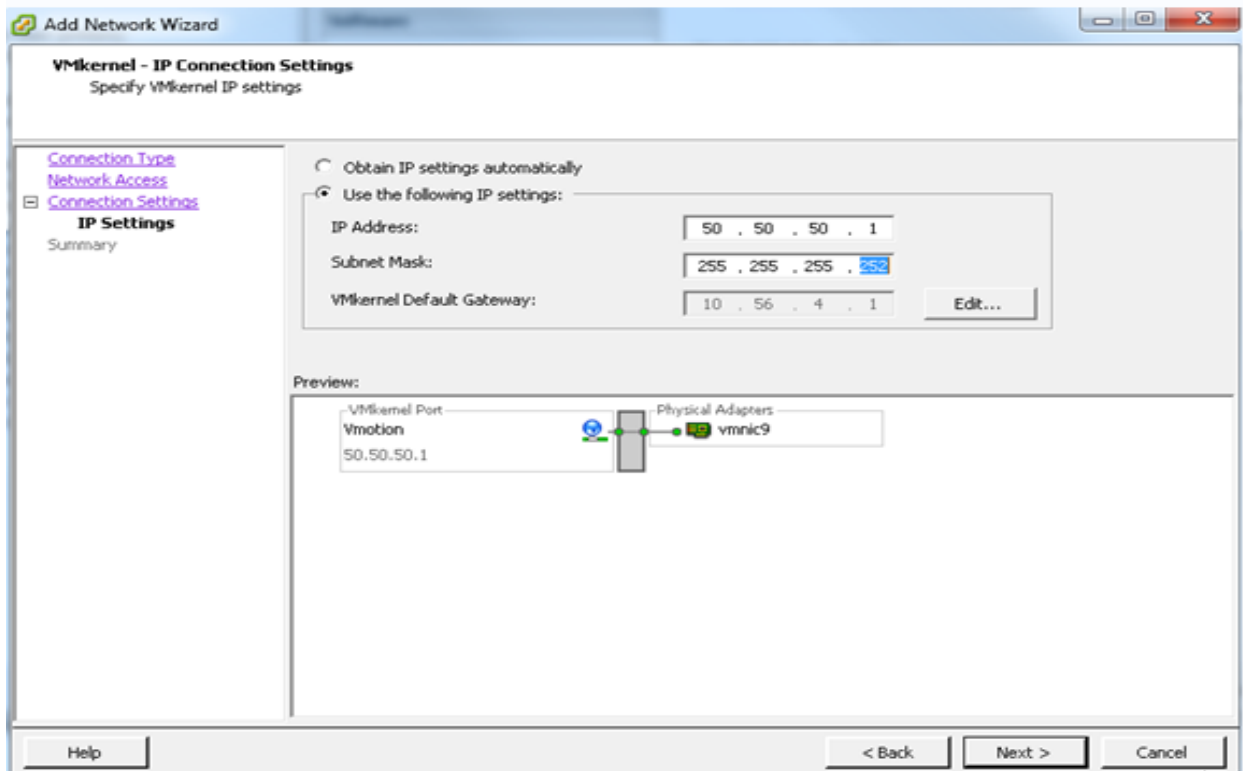 Add Network Wizard
VMkernel - IP Connection Settings
Specify VMkernel IP settings
Connection Type
Network Access
Connection Settings
IP Settings
Summary
Obtain IP settings automatically
Use the following IP settings:
IP Address:
50 . 50 . 50 . 1
Subnet Mask:
255 . 255 . 255 . 252
VMkernel Default Gateway:
10 . 56 . 4 . 1
Edit...
Preview:
VMkernel Port
Physical Adapters
Vmotion
vmnic9
50.50.50.1
Help
< Back
Next >
Cancel